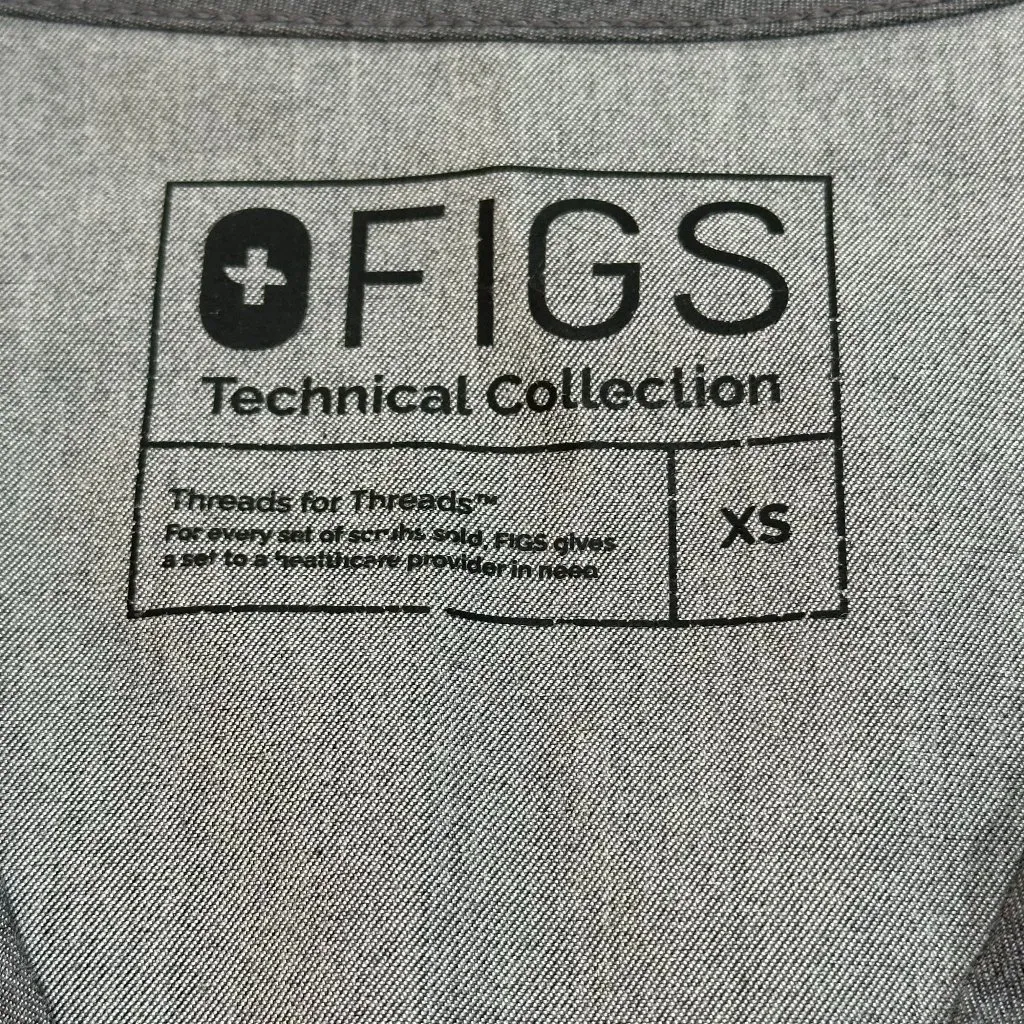 FIGS
Technical Collection
Threads for Threads™
For every set of scrubs sold, FIGS gives
a set to a healthcare provider in need
XS